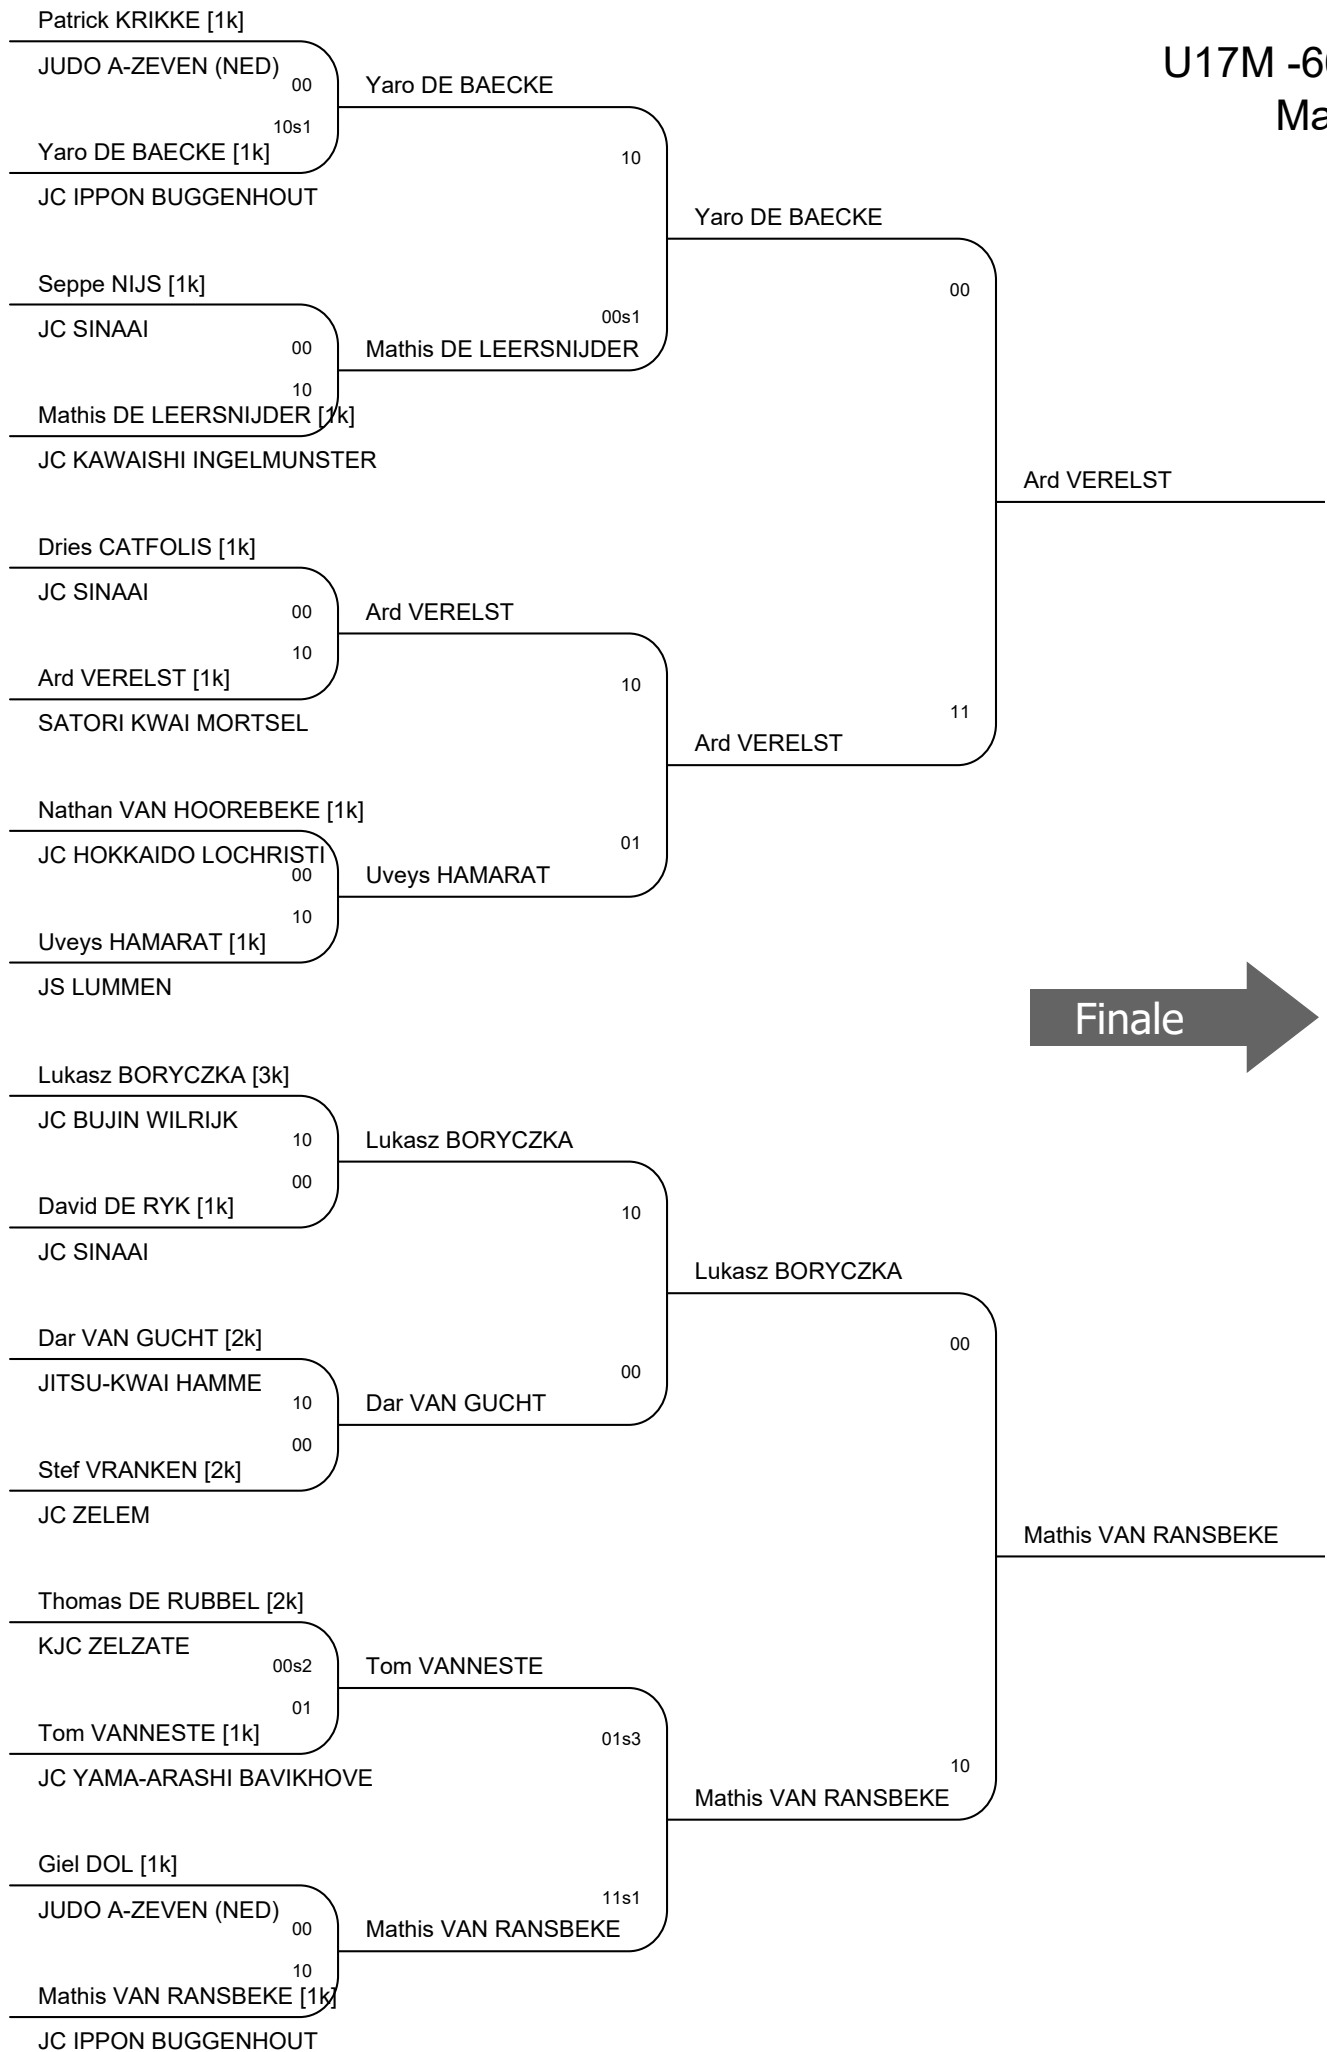 Patrick KRIKKE [1k]
JUDO A-ZEVEN (NED)
00
10s1
Yaro DE BAECKE [1k]
JC IPPON BUGGENHOUT
Seppe NIJS [1k]
JC SINAAI
00
10
Mathis DE LEERSNIJDER [1k]
JC KAWAISHI INGELMUNSTER
Dries CATFOLIS [1k]
JC SINAAI
00
10
Ard VERELST [1k]
SATORI KWAI MORTSEL
Nathan VAN HOOREBEKE [1k]
JC HOKKAIDO LOCHRISTI
00
10
Uveys HAMARAT [1k]
JS LUMMEN
Lukasz BORYCZKA [3k]
JC BUJIN WILRIJK
10
00
David DE RYK [1k]
JC SINAAI
Dar VAN GUCHT [2k]
JITSU-KWAI HAMME
10
00
Stef VRANKEN [2k]
JC ZELEM
Thomas DE RUBBEL [2k]
KJC ZELZATE
00s2
01
Tom VANNESTE [1k]
JC YAMA-ARASHI BAVIKHOVE
Giel DOL [1k]
JUDO A-ZEVEN (NED)
00
10
Mathis VAN RANSBEKE [1k]
JC IPPON BUGGENHOUT
Yaro DE BAECKE
10
00s1
Mathis DE LEERSNIJDER
Ard VERELST
10
01
Uveys HAMARAT
Lukasz BORYCZKA
10
00
Dar VAN GUCHT
Tom VANNESTE
01s3
11s1
Mathis VAN RANSBEKE
Yaro DE BAECKE
00
11
Ard VERELST
Lukasz BORYCZKA
00
10
Mathis VAN RANSBEKE
U17M -6
Ma
Ard VERELST
Finale
Mathis VAN RANSBEKE